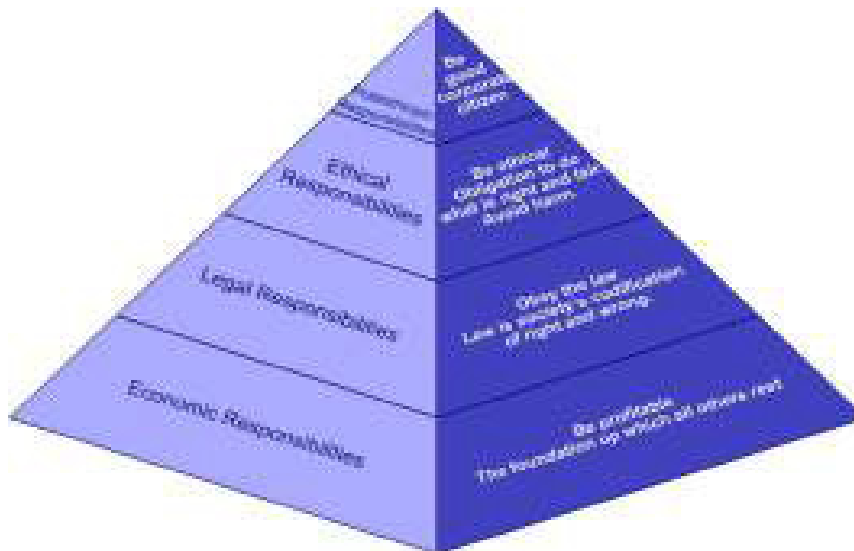 Responsibilities
Be
good
corporate
citizen
Ethical
Responsibilities
Be ethical
Obligation to do
what is right and fair.
Avoid harm.
Legal Responsibilities
Obey the law
Law is society's codification
of right and wrong.
Economic Responsibilities
Be profitable
The foundation up which all others rest